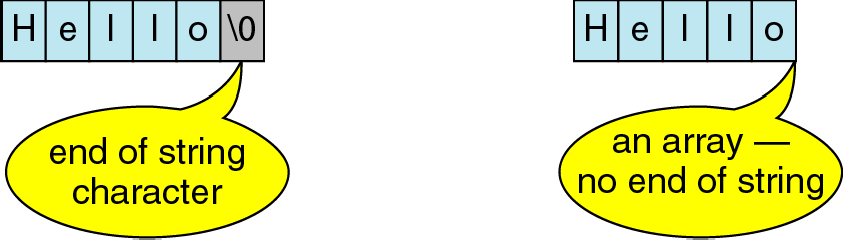 H e l l o \0
end of string
character
H e l l o
an array —
no end of string